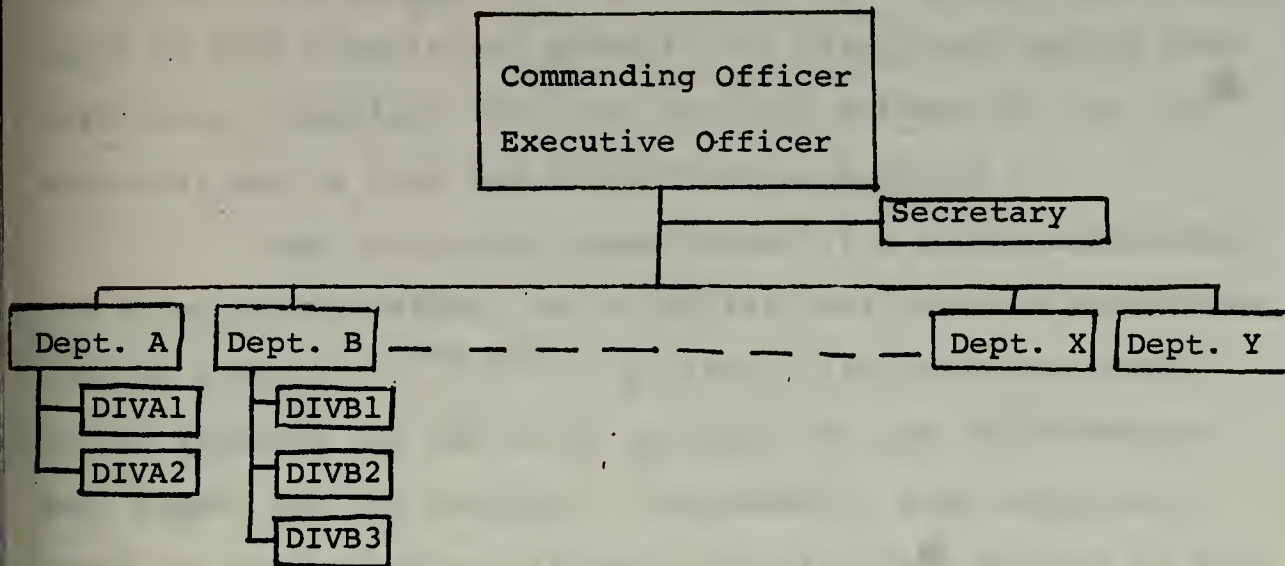 Commanding Officer
Executive Officer
Secretary
Dept. A
Dept. B
Dept. X
Dept. Y
DIVA1
DIVB1
DIVA2
DIVB2
DIVB3